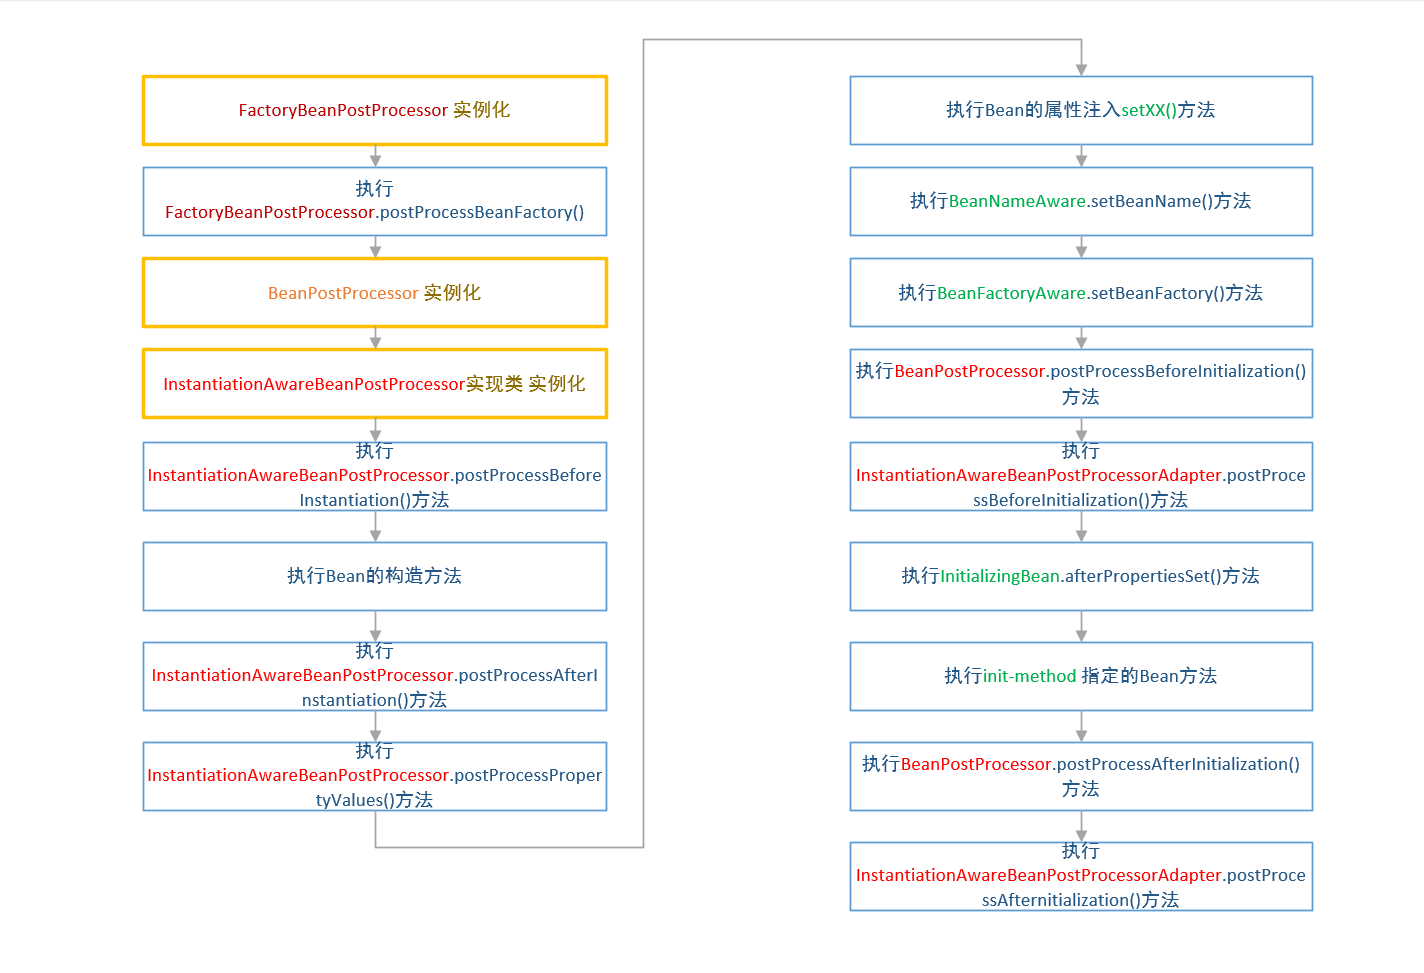 FactoryBeanPostProcessor 实例化
执行
FactoryBeanPostProcessor.postProcessBeanFactory()
BeanPostProcessor 实例化
InstantiationAwareBeanPostProcessor实现类 实例化
执行
InstantiationAwareBeanPostProcessor.postProcessBefore
Instantiation()方法
执行Bean的构造方法
执行
InstantiationAwareBeanPostProcessor.postProcessAfterI
nstantiation()方法
执行
InstantiationAwareBeanPostProcessor.postProcessProper
tyValues()方法
执行Bean的属性注入setXX()方法
执行BeanNameAware.setBeanName()方法
执行BeanFactoryAware.setBeanFactory()方法
执行BeanPostProcessor.postProcessBeforeInitialization()
方法
执行
InstantiationAwareBeanPostProcessorAdapter.postProce
ssBeforeInitialization()方法
执行InitializingBean.afterPropertiesSet()方法
执行init-method 指定的Bean方法
执行BeanPostProcessor.postProcessAfterInitialization()
方法
执行
InstantiationAwareBeanPostProcessorAdapter.postProce
ssAfternitialization()方法